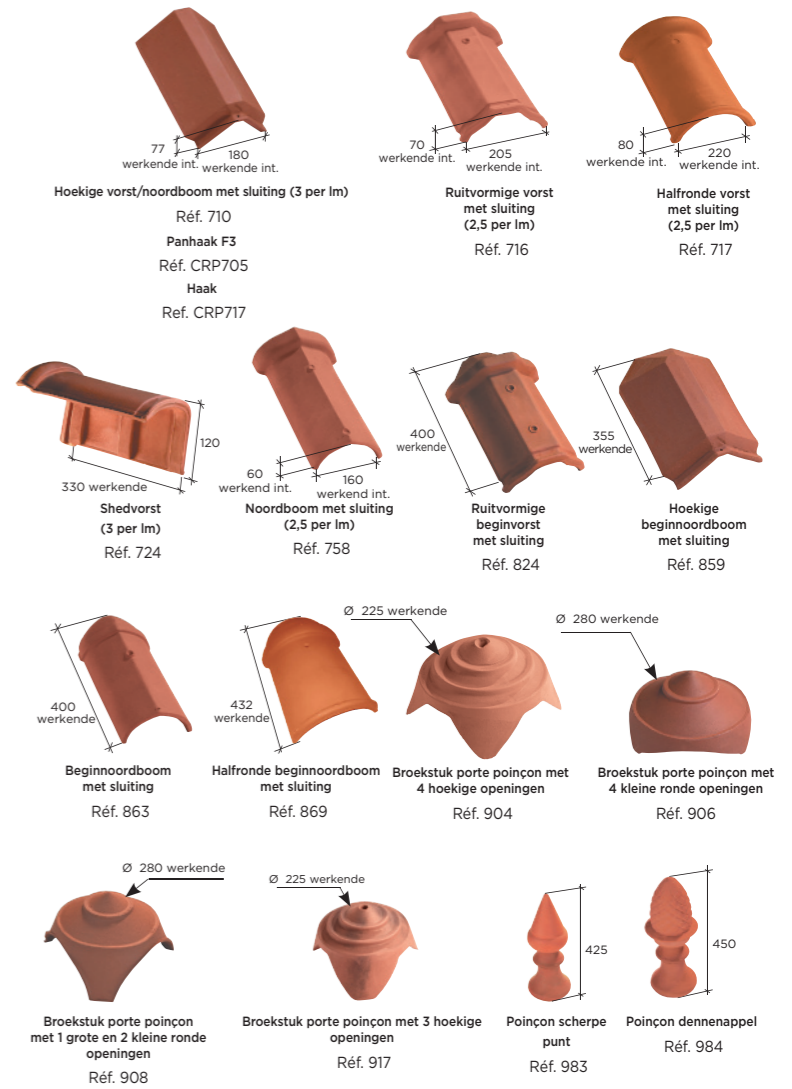 77
werkende int.
180
werkende int.
Hoekige vorst/noordboom met sluiting (3 per lm)
Réf. 710
Panhaak F3
Réf. CRP705
Haak
Ref. CRP717
70
werkende int.
205
werkende int.
Ruitvormige vorst
met sluiting
(2,5 per lm)
Réf. 716
80
werkende int.
220
werkende int.
Halfronde vorst
met sluiting
(2,5 per lm)
Réf. 717
120
330 werkende
Shedvorst
(3 per lm)
Réf. 724
60
werkend int.
160
werkend int.
Noordboom met sluiting
(2,5 per lm)
Réf. 758
400
werkende
Ruitvormige
beginvorst
met sluiting
Réf. 824
355
werkende
Hoekige
beginnoordboom
met sluiting
Réf. 859
400
werkende
Beginnoordboom
met sluiting
Réf. 863
432
werkende
Halfronde beginnoordboom
met sluiting
Réf. 869
Ø 225 werkende
Broekstuk porte poinçon met
4 hoekige openingen
Réf. 904
Ø 280 werkende
Broekstuk porte poinçon met
4 kleine ronde openingen
Réf. 906
Ø 280 werkende
Broekstuk porte poinçon
met 1 grote en 2 kleine ronde
openingen
Réf. 908
Ø 225 werkende
Broekstuk porte poinçon met 3 hoekige
openingen
Réf. 917
425
Poinçon scherpe
punt
Réf. 983
450
Poinçon dennenappel
Réf. 984